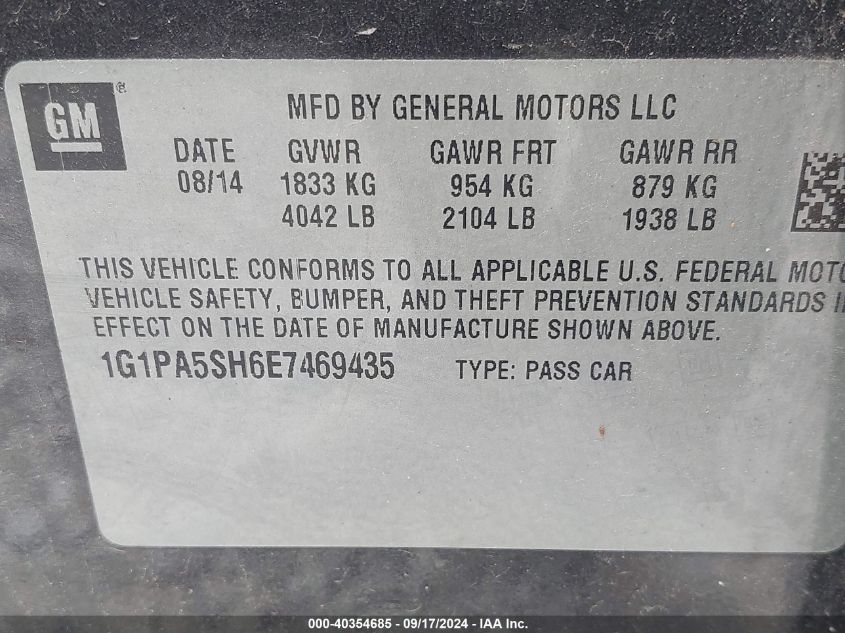 GM®
MFD BY GENERAL MOTORS LLC
DATE GVWR GAWR FRT GAWR RR
08/14 1833 KG 954 KG 879 KG
4042 LB 2104 LB 1938 LB
THIS VEHICLE CONFORMS TO ALL APPLICABLE U.S. FEDERAL MOTO
VEHICLE SAFETY, BUMPER, AND THEFT PREVENTION STANDARDS I
EFFECT ON THE DATE OF MANUFACTURE SHOWN ABOVE.
1G1PA5SH6E7469435 TYPE: PASS CAR
000-40354685 - 09/17/2024 - IAA Inc.